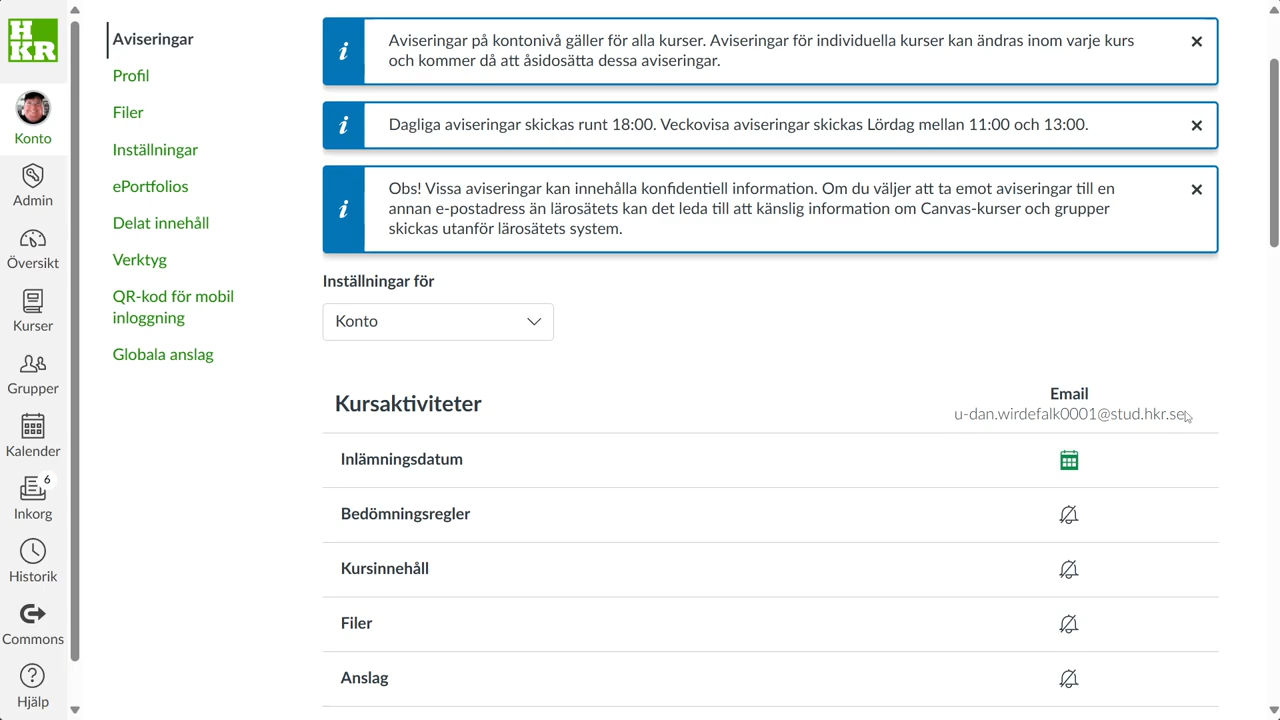 HKR
Konto
Admin
Översikt
Kurser
Grupper
Kalender
6
Inkorg
Historik
Commons
Hjälp
Aviseringar
Profil
Filer
Inställningar
ePortfolios
Delat innehåll
Verktyg
QR-kod för mobil
inloggning
Globala anslag
Aviseringar på kontonivå gäller för alla kurser. Aviseringar för individuella kurser kan ändras inom varje kurs
och kommer då att åsidosätta dessa aviseringar.
Dagliga aviseringar skickas runt 18:00. Veckovisa aviseringar skickas Lördag mellan 11:00 och 13:00.
Obs! Vissa aviseringar kan innehålla konfidentiell information. Om du väljer att ta emot aviseringar till en
annan e-postadress än lärosätets kan det leda till att känslig information om Canvas-kurser och grupper
skickas utanför lärosätets system.
Inställningar för
Konto
Kursaktiviteter
Email
u-dan.wirdefalk0001@stud.hkr.se
Inlämningsdatum
Bedömningsregler
Kursinnehåll
Filer
Anslag